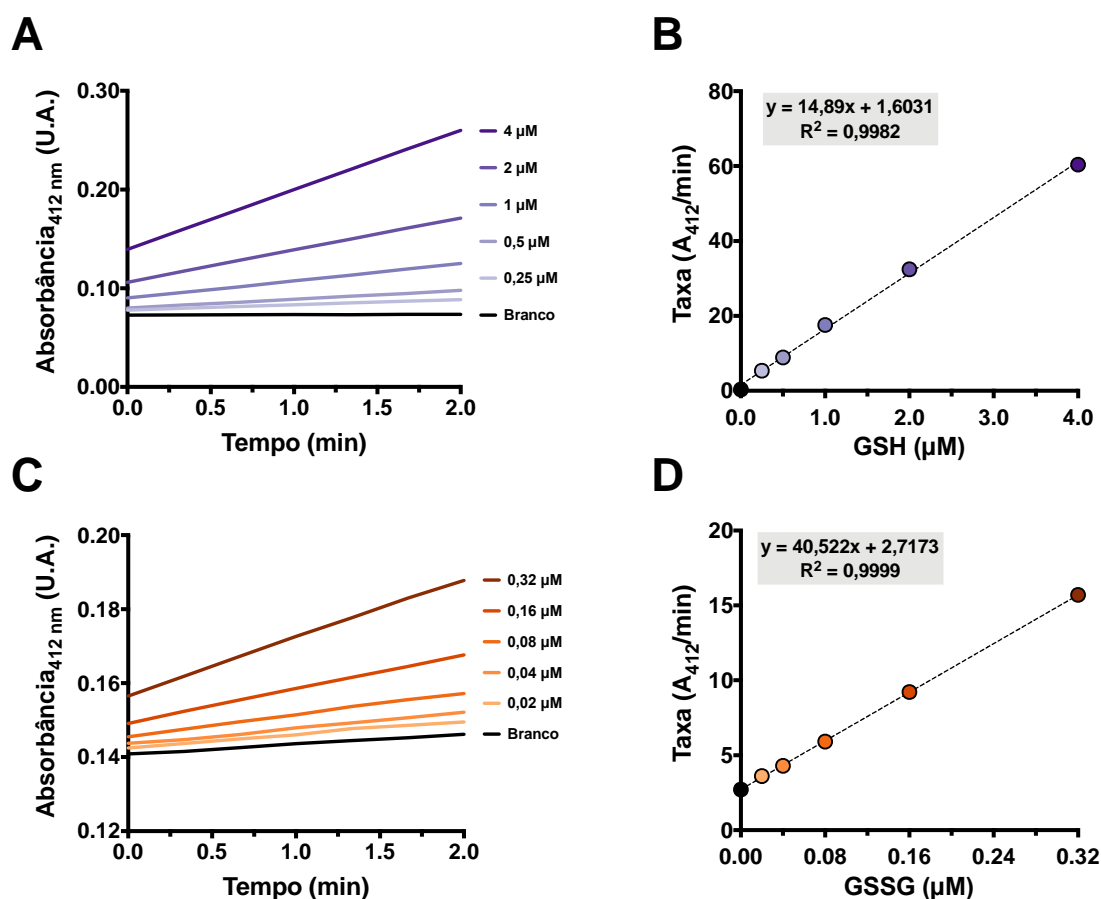 A
Absorbância412 nm (U.A.)
0.30
0.20
0.10
0.00
0.0 0.5 1.0 1.5 2.0
Tempo (min)
4 µM
2 µM
1 µM
0,5 µM
0,25 µM
Branco
B
Taxa (A412/min)
80
60
40
20
0
y = 14,89x + 1,6031
R2 = 0,9982
0.0 1.0 2.0 3.0 4.0
GSH (µM)
C
Absorbância412 nm (U.A.)
0.20
0.18
0.16
0.14
0.12
0.0 0.5 1.0 1.5 2.0
Tempo (min)
0,32 µM
0,16 µM
0,08 µM
0,04 µM
0,02 µM
Branco
D
Taxa (A412/min)
20
15
10
5
0
y = 40,522x + 2,7173
R2 = 0,9999
0.00 0.08 0.16 0.24 0.32
GSSG (µM)